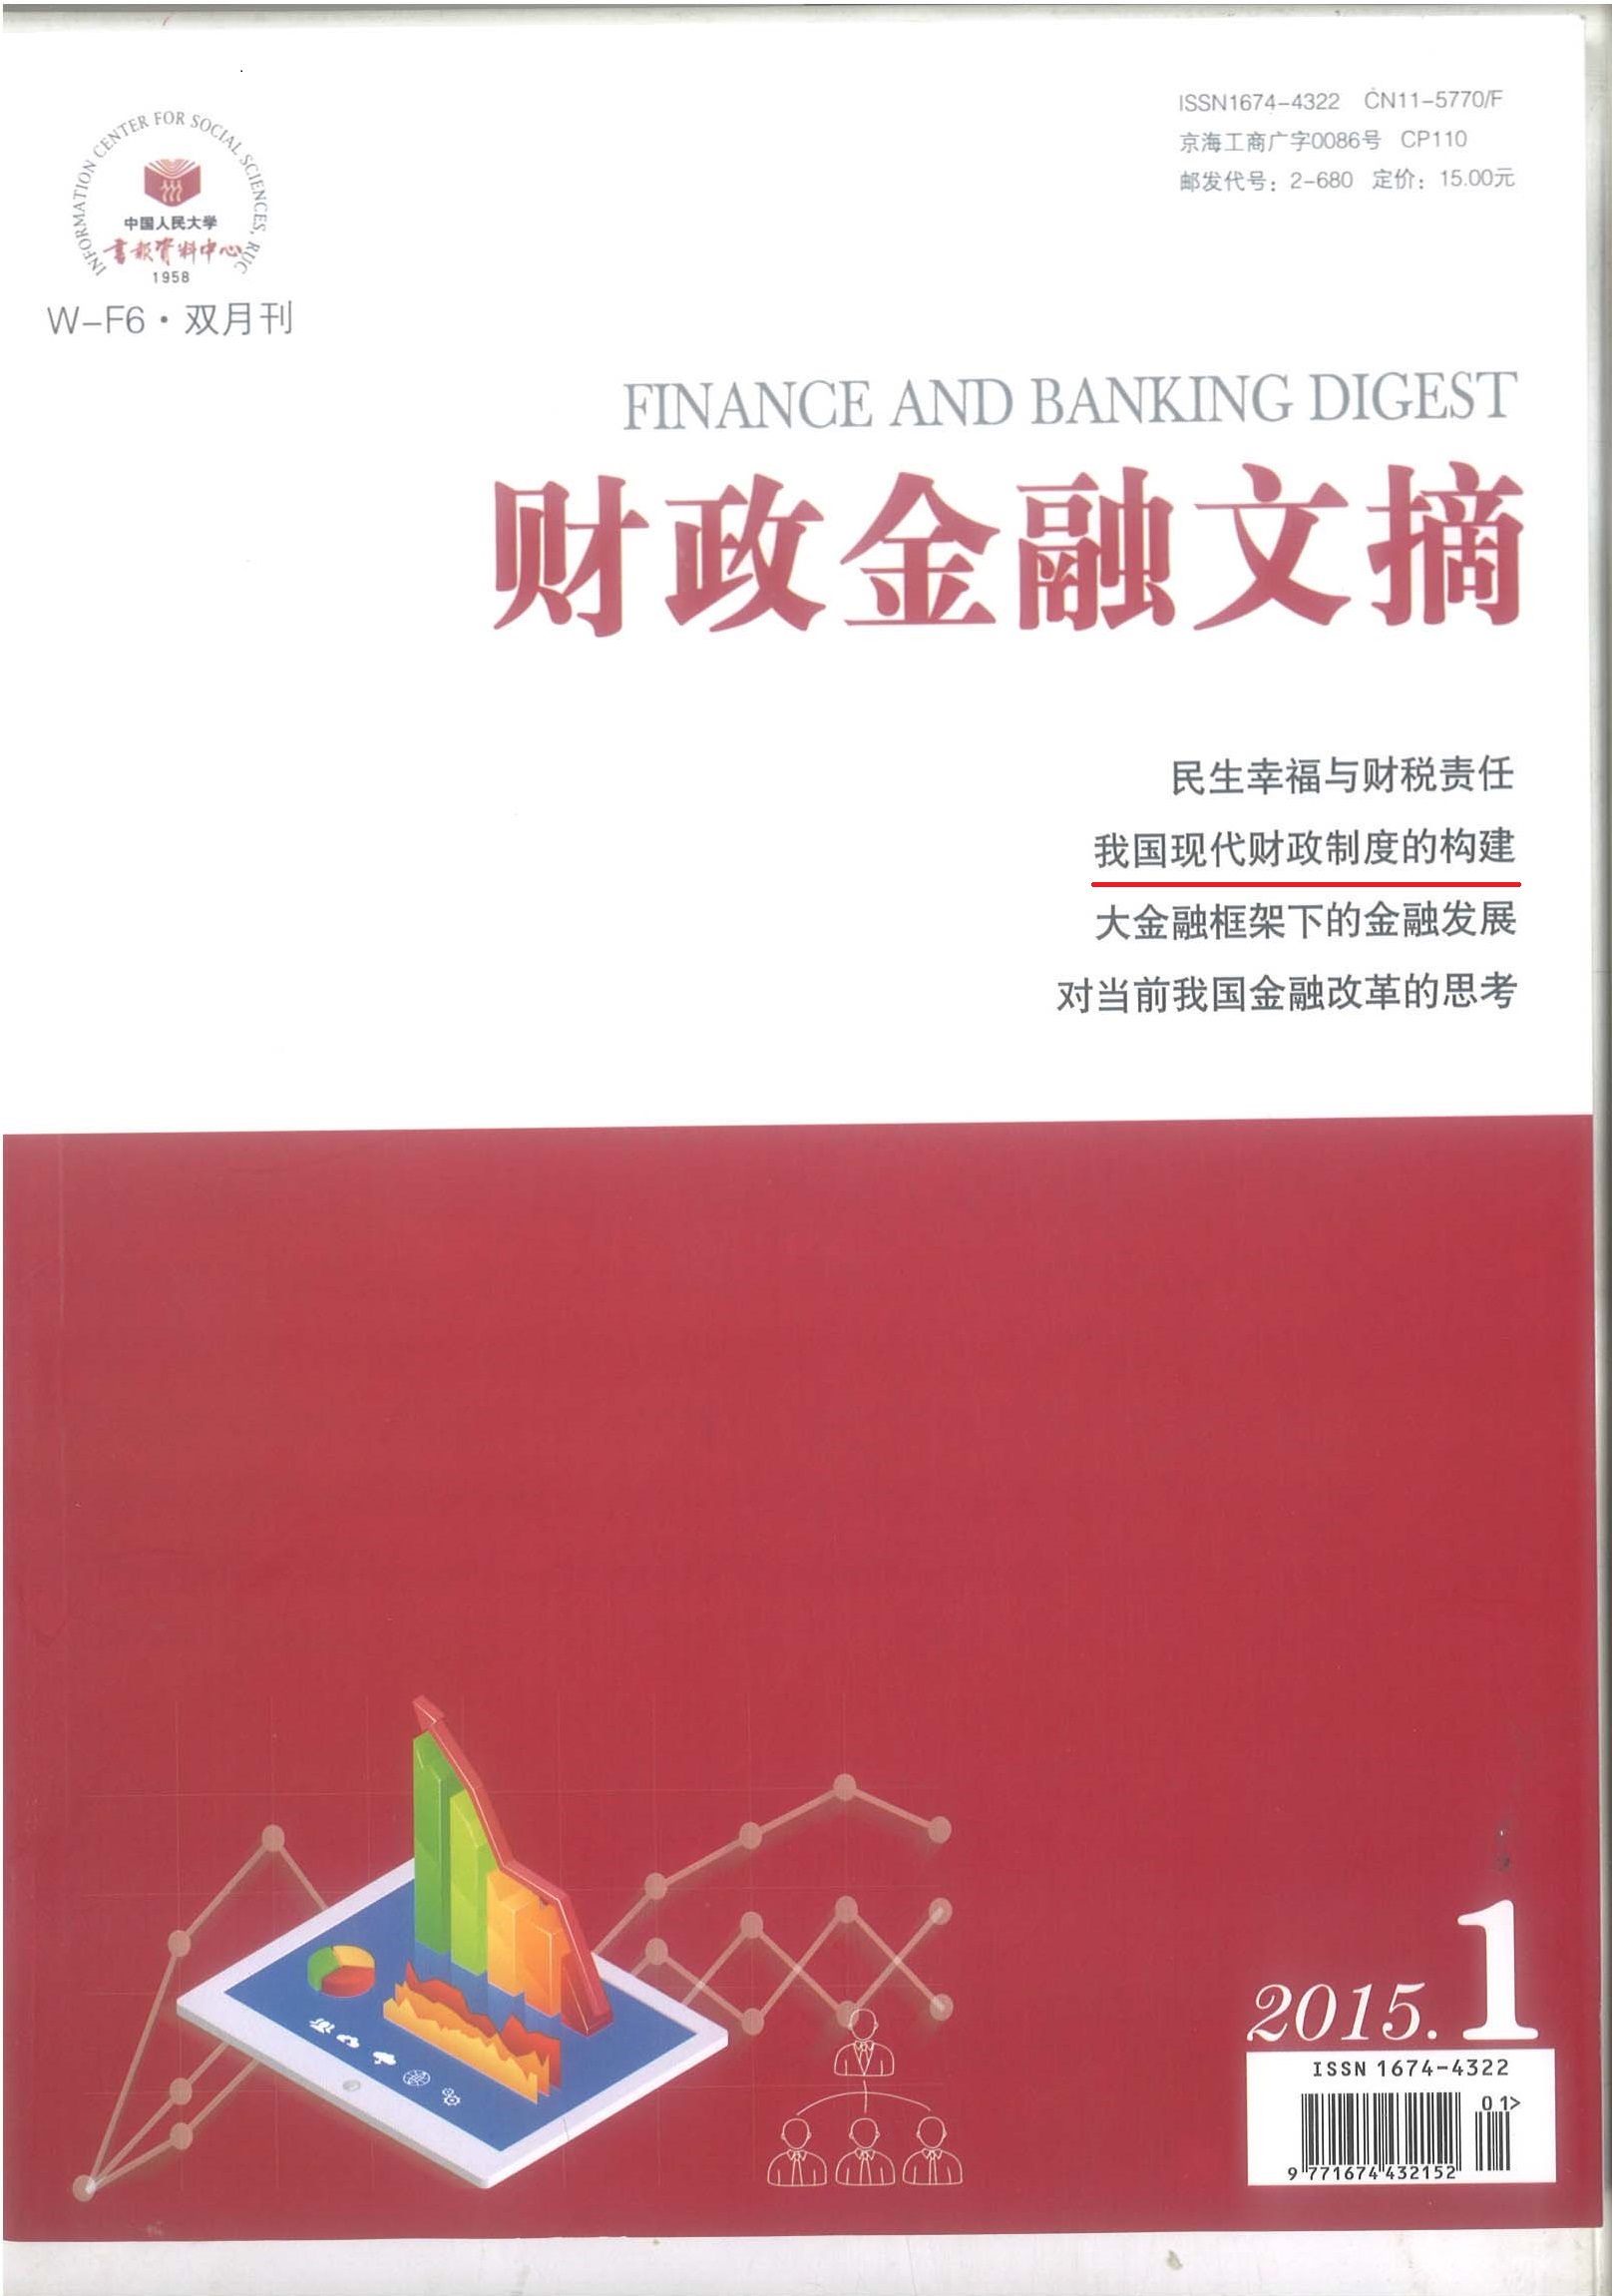 ISSN1674-4322 CN11-5770/F
京海工商广字0086号 CP110
邮发代号：2-680 定价：15.00元
INFORMATION CENTER FOR SOCIAL SCIENCES, RUC
中国人民大学
書報資料中心
1958
W-F6·双月刊
FINANCE AND BANKING DIGEST
财政金融文摘
民生幸福与财税责任
我国现代财政制度的构建
大金融框架下的金融发展
对当前我国金融改革的思考
2015.1
ISSN 1674-4322
01>
9 771674 432152